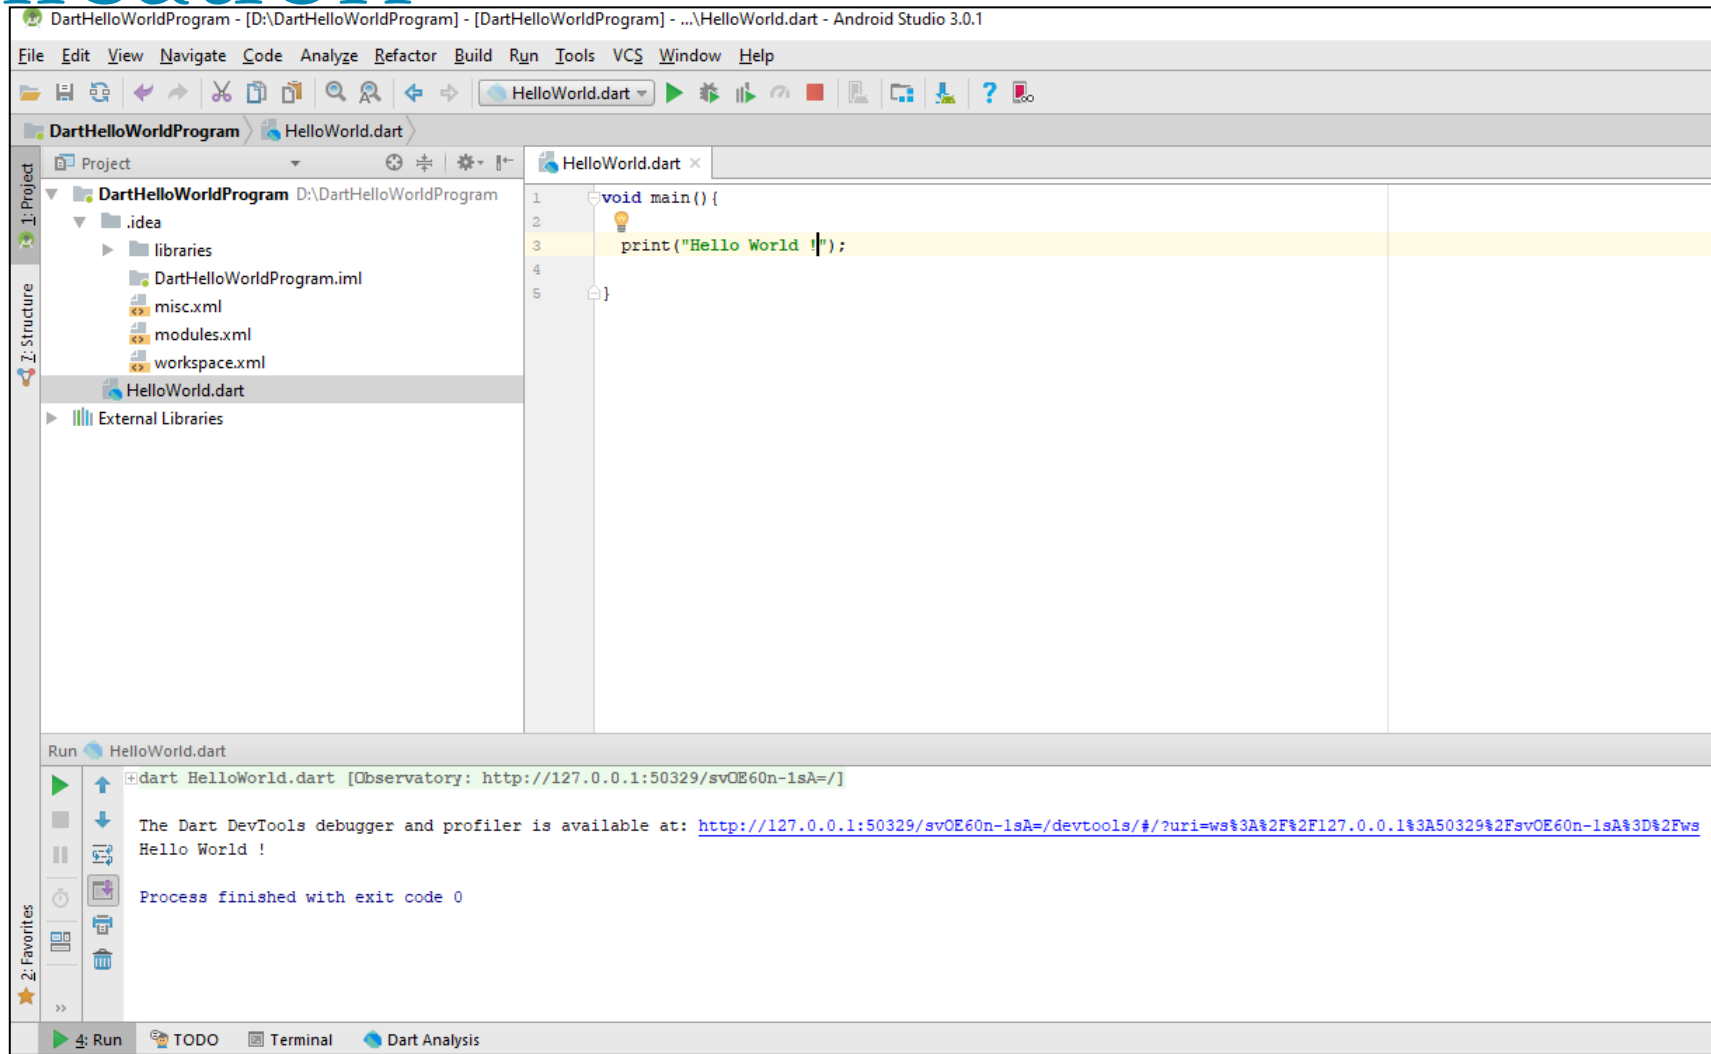 DartHelloWorldProgram - [D:\DartHelloWorldProgram] - [DartHelloWorldProgram] - ...\HelloWorld.dart - Android Studio 3.0.1
File Edit View Navigate Code Analyze Refactor Build Run Tools VCS Window Help
HelloWorld.dart
DartHelloWorldProgram HelloWorld.dart
1: Project
7: Structure
2: Favorites
Project
DartHelloWorldProgram D:\DartHelloWorldProgram
.idea
libraries
DartHelloWorldProgram.iml
misc.xml
modules.xml
workspace.xml
HelloWorld.dart
External Libraries
HelloWorld.dart
1 void main(){
2
3 print("Hello World !");
4
5 }
Run HelloWorld.dart
dart HelloWorld.dart [Observatory: http://127.0.0.1:50329/svOE60n-1sA=/]
The Dart DevTools debugger and profiler is available at: http://127.0.0.1:50329/svOE60n-1sA=/devtools/#/?uri=ws%3A%2F%2F127.0.0.1%3A50329%2FsvOE60n-1sA%3D%2Fws
Hello World !
Process finished with exit code 0
4: Run TODO Terminal Dart Analysis